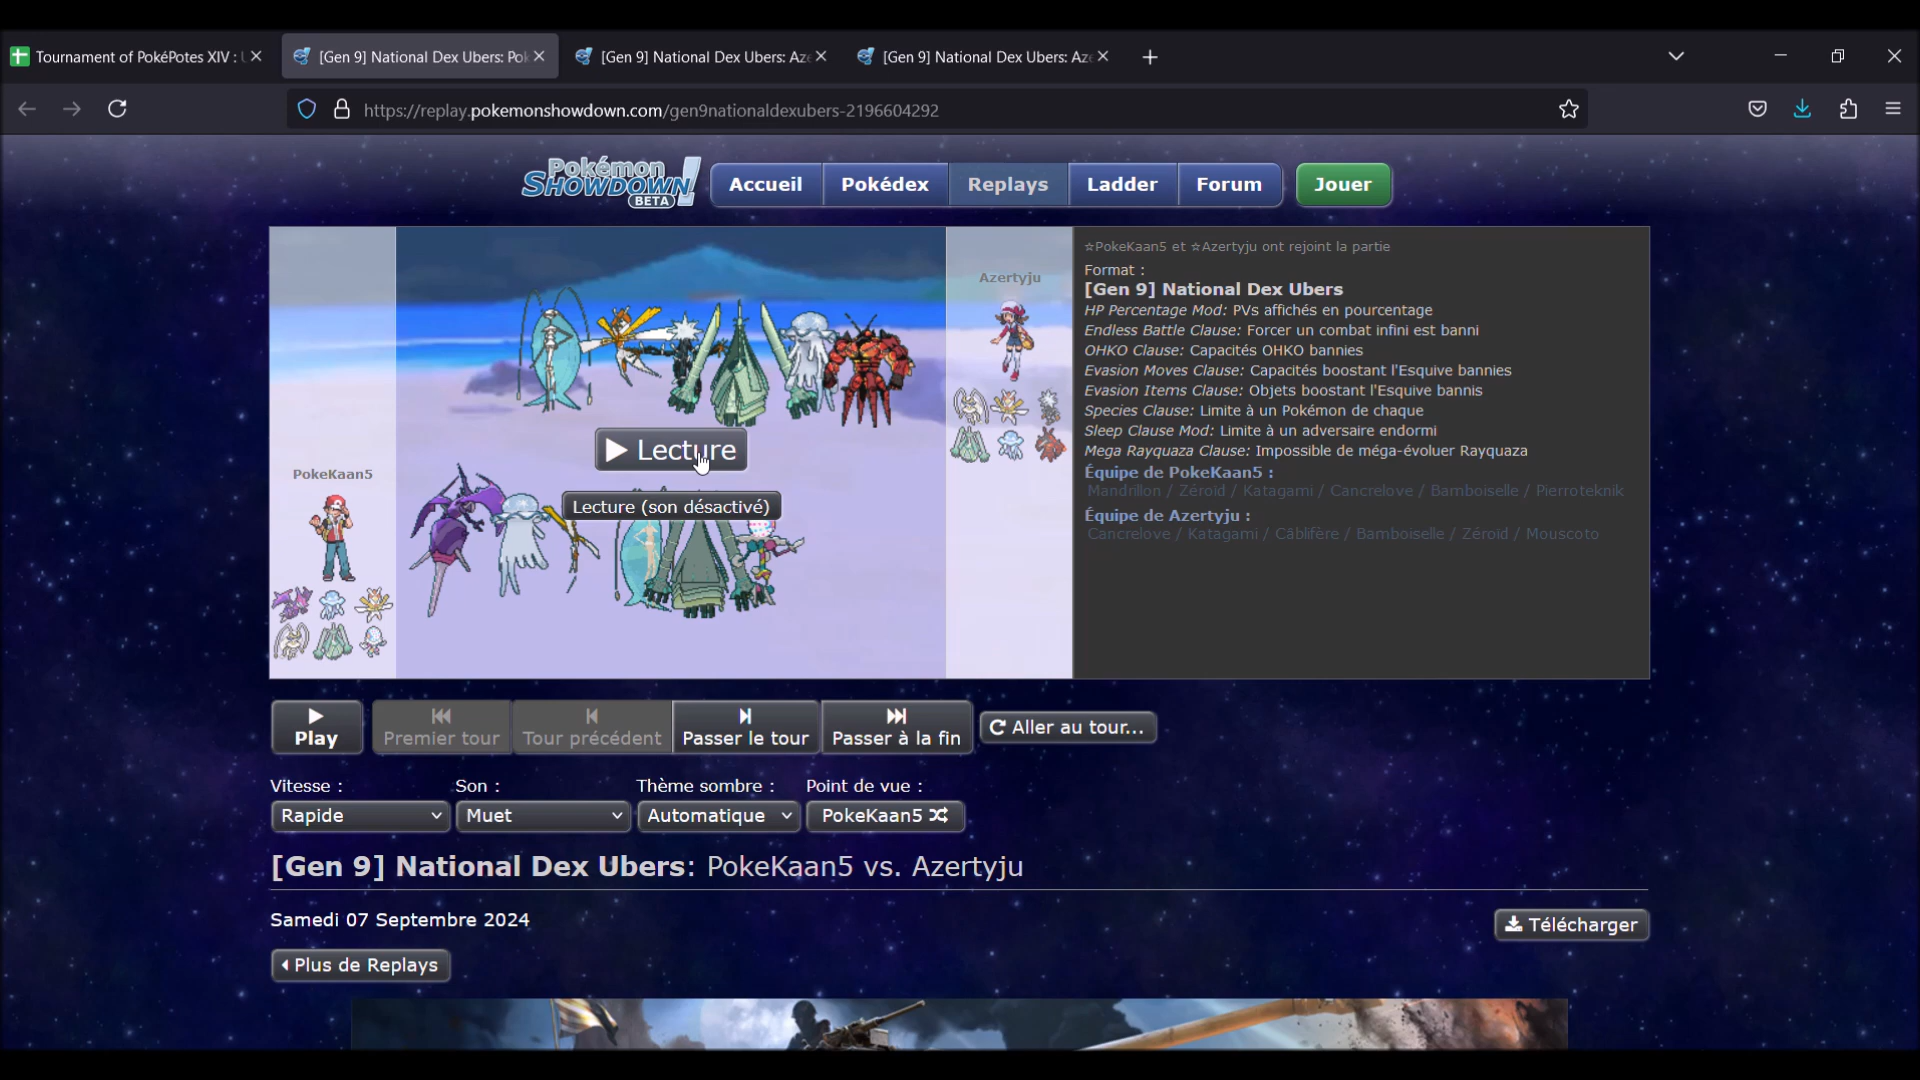 Tournament of PokéPotes XIV : U
[Gen 9] National Dex Ubers: Pok
[Gen 9] National Dex Ubers: Aze
[Gen 9] National Dex Ubers: Aze
https://replay.pokemonshowdown.com/gen9nationaldexubers-2196604292
Pokémon
SHOWDOWN!
BETA
Accueil
Pokédex
Replays
Ladder
Forum
Jouer
PokeKaan5
Azertyju
▶ Lecture
Lecture (son désactivé)
☆PokeKaan5 et ☆Azertyju ont rejoint la partie
Format :
[Gen 9] National Dex Ubers
HP Percentage Mod: PVs affichés en pourcentage
Endless Battle Clause: Forcer un combat infini est banni
OHKO Clause: Capacités OHKO bannies
Evasion Moves Clause: Capacités boostant l'Esquive bannies
Evasion Items Clause: Objets boostant l'Esquive bannis
Species Clause: Limite à un Pokémon de chaque
Sleep Clause Mod: Limite à un adversaire endormi
Mega Rayquaza Clause: Impossible de méga-évoluer Rayquaza
Équipe de PokeKaan5 :
Mandrillon / Zéroïd / Katagami / Cancrelove / Bamboiselle / Pierroteknik
Équipe de Azertyju :
Cancrelove / Katagami / Câblifère / Bamboiselle / Zéroïd / Mouscoto
Play
Premier tour
Tour précédent
Passer le tour
Passer à la fin
Aller au tour...
Vitesse :
Son :
Thème sombre :
Point de vue :
Rapide
Muet
Automatique
PokeKaan5
[Gen 9] National Dex Ubers: PokeKaan5 vs. Azertyju
Samedi 07 Septembre 2024
Télécharger
Plus de Replays